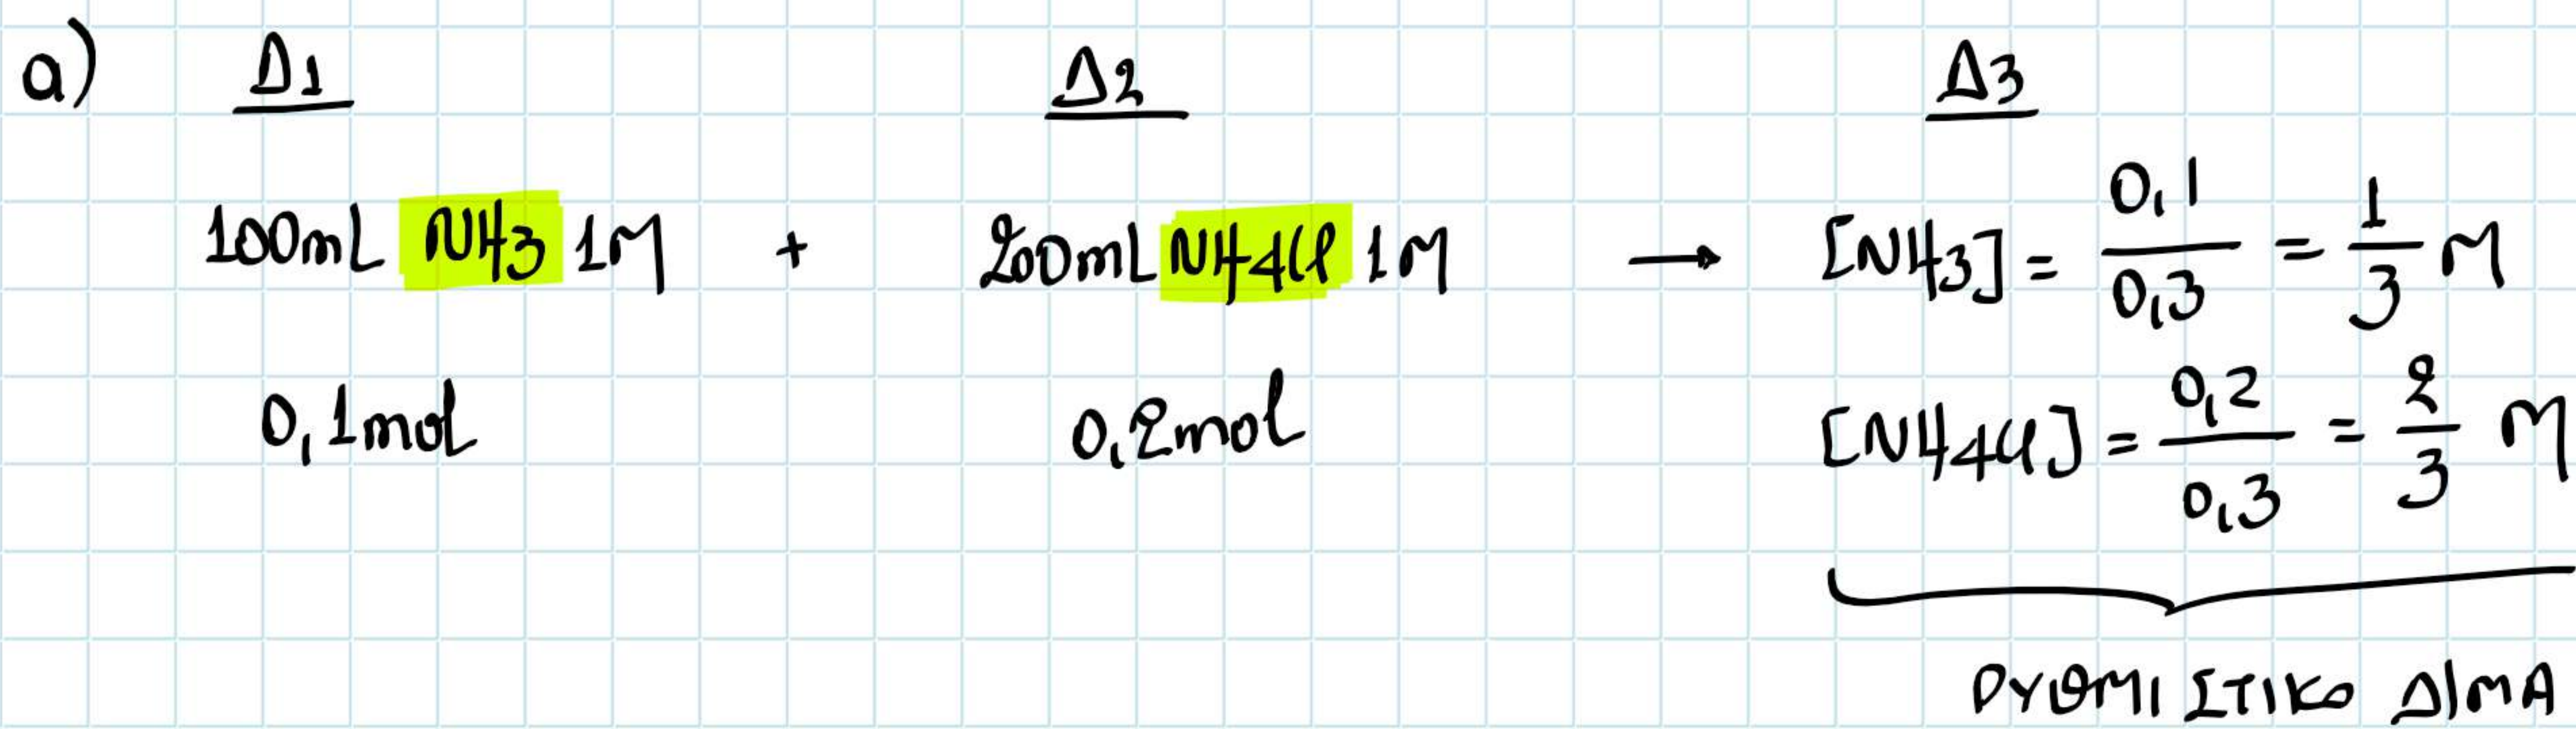 α) Δ1 Δ2 Δ3
100mL NH3 1M + 200mL NH4Cl 1M → [NH3] = 0,1/0,3 = 1/3 M
0,1mol 0,2mol [NH4Cl] = 0,2/0,3 = 2/3 M
ΡΥΘΜΙΣΤΙΚΟ Δ/ΜΑ